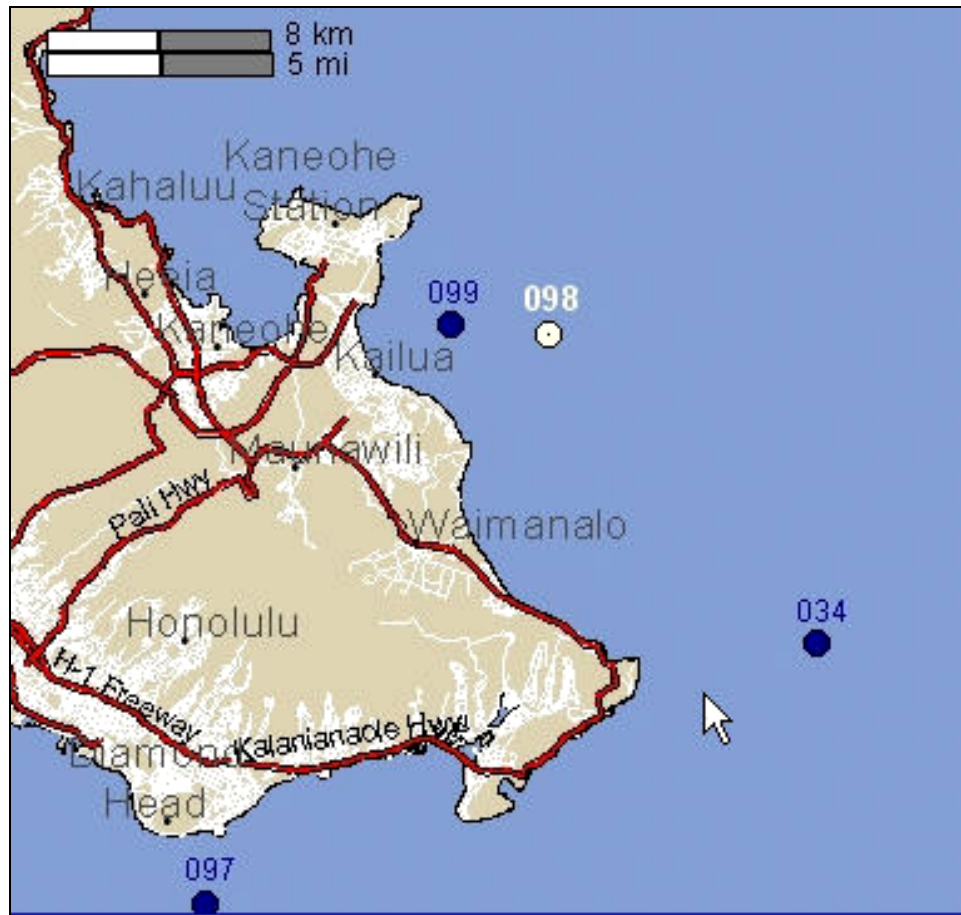 8 km
5 mi
Kaneohe
Station
Kahaluu
Heeia
099
098
Kaneohe
Kailua
Maunawili
Pali Hwy
Waimanalo
034
Honolulu
H-1 Freeway
Kalanianaole Hwy
Diamond
Head
097